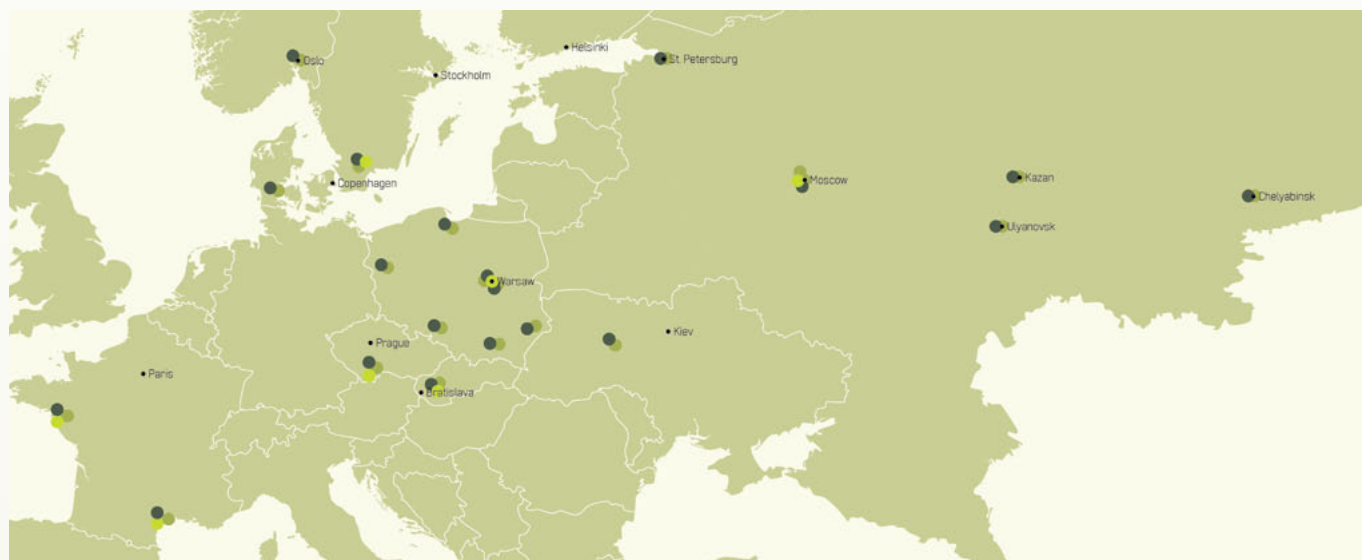 Helsinki
Oslo
St. Petersburg
Stockholm
Kazan
Moscow
Copenhagen
Chelyabinsk
Ulyanovsk
Warsaw
Kiev
Prague
Paris
Bratislava